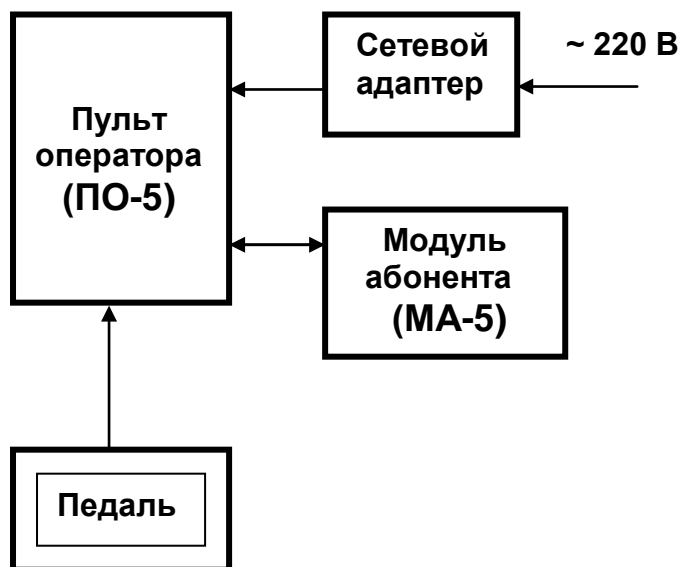 Пульт
оператора
(ПО-5)
Сетевой
адаптер
~ 220 В
Модуль
абонента
(МА-5)
Педаль